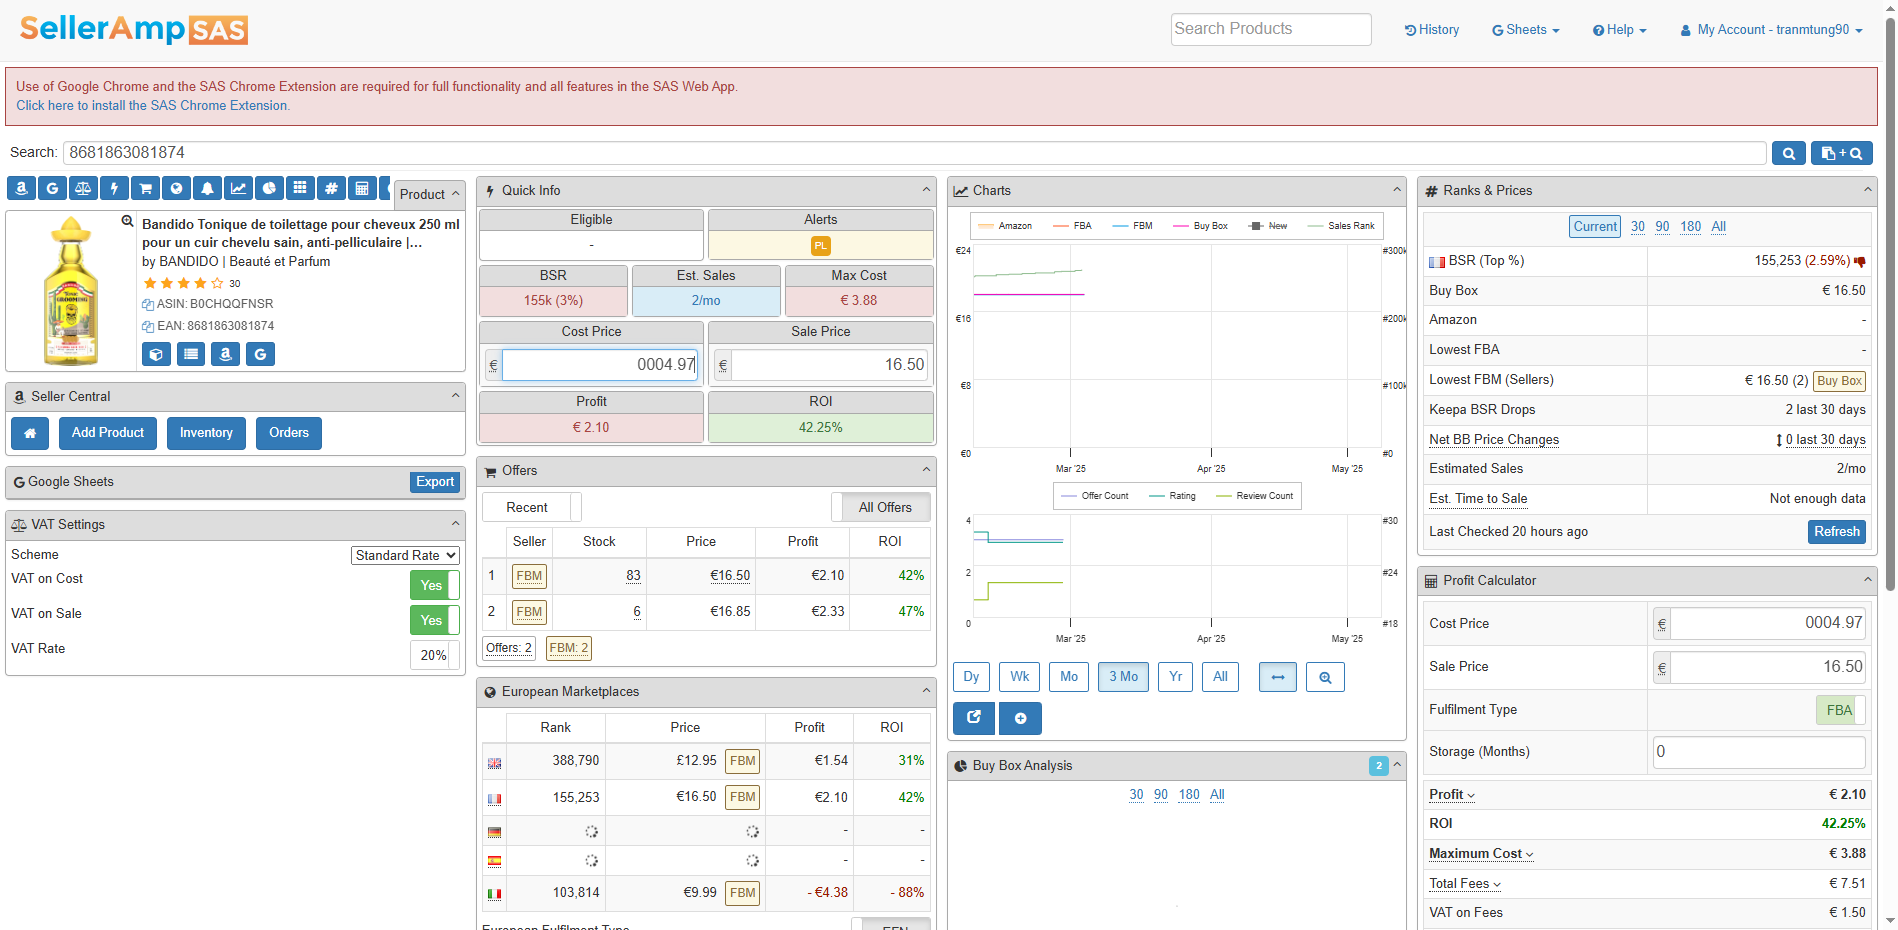 SellerAmp SAS
Search Products
History
Sheets
Help
My Account - tranmtung90
Use of Google Chrome and the SAS Chrome Extension are required for full functionality and all features in the SAS Web App.
Click here to install the SAS Chrome Extension.
Search: 8681863081874
+
Product
Bandido Tonique de toilettage pour cheveux 250 ml
pour un cuir chevelu sain, anti-pelliculaire |...
by BANDIDO | Beauté et Parfum
30
ASIN: B0CHQQFNSR
EAN: 8681863081874
Seller Central
Add Product
Inventory
Orders
Google Sheets
Export
VAT Settings
Scheme Standard Rate
VAT on Cost Yes
VAT on Sale Yes
VAT Rate 20%
Quick Info
Eligible Alerts
- PL
BSR Est. Sales Max Cost
155k (3%) 2/mo € 3.88
Cost Price Sale Price
€ 0004.97 € 16.50
Profit ROI
€ 2.10 42.25%
Offers
Recent All Offers
Seller Stock Price Profit ROI
1 FBM 83 €16.50 €2.10 42%
2 FBM 6 €16.85 €2.33 47%
Offers: 2 FBM: 2
European Marketplaces
Rank Price Profit ROI
388,790 £12.95 FBM €1.54 31%
155,253 €16.50 FBM €2.10 42%
- -
- -
103,814 €9.99 FBM - €4.38 - 88%
European Fulfilment Type EFN
Charts
Amazon FBA FBM Buy Box New Sales Rank
€24 #300k
€16 #200k
€8 #100k
€0 #0
Mar '25 Apr '25 May '25
Offer Count Rating Review Count
4 #30
2 #24
0 #18
Mar '25 Apr '25 May '25
Dy Wk Mo 3 Mo Yr All
Buy Box Analysis 2
30 90 180 All
Ranks & Prices
Current 30 90 180 All
BSR (Top %) 155,253 (2.59%)
Buy Box € 16.50
Amazon -
Lowest FBA -
Lowest FBM (Sellers) € 16.50 (2) Buy Box
Keepa BSR Drops 2 last 30 days
Net BB Price Changes 0 last 30 days
Estimated Sales 2/mo
Est. Time to Sale Not enough data
Last Checked 20 hours ago Refresh
Profit Calculator
Cost Price € 0004.97
Sale Price € 16.50
Fulfilment Type FBA
Storage (Months) 0
Profit € 2.10
ROI 42.25%
Maximum Cost € 3.88
Total Fees € 7.51
VAT on Fees € 1.50